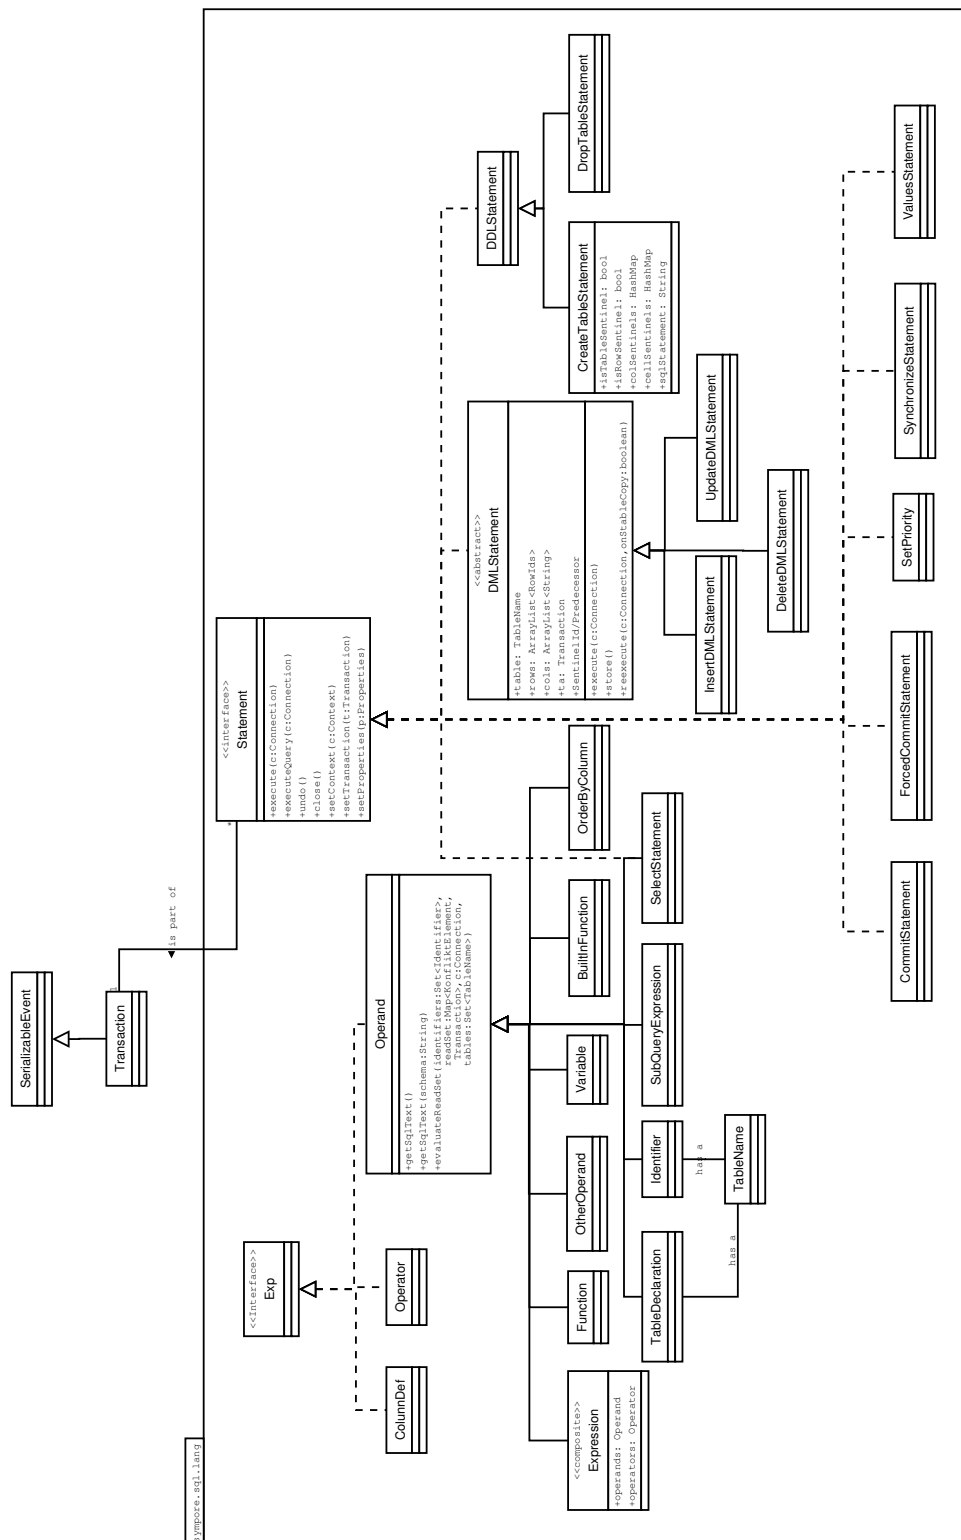 sympore.sql.lang
SerializableEvent
Transaction
1
is part of
*
<<interface>>
Statement
+execute(c:Connection)
+executeQuery(c:Connection)
+undo()
+close()
+setContext(c:Context)
+setTransaction(t:Transaction)
+setProperties(p:Properties)
<<Interface>>
Exp
ColumnDef
Operator
Operand
+getSqlText()
+getSqlText(schema:String)
+evaluateReadSet(identifiers:Set<Identifier>,
readSet:Map<KonfliktElement,
Transaction>,c:Connection,
tables:Set<TableName>)
<<composite>>
Expression
+operands: Operand
+operators: Operator
Function
OtherOperand
Variable
BuiltInFunction
OrderByColumn
TableDeclaration
Identifier
SubQueryExpression
SelectStatement
has a
has a
TableName
<<abstract>>
DMLStatement
+table: TableName
+rows: ArrayList<RowIds>
+cols: ArrayList<String>
+ta: Transaction
+SentinelId/Predecessor
+execute(c:Connection)
+store()
+reexecute(c:Connection,onStableCopy:boolean)
InsertDMLStatement
UpdateDMLStatement
DeleteDMLStatement
DDLStatement
CreateTableStatement
+isTableSentinel: bool
+isRowSentinel: bool
+colSentinels: HashMap
+cellSentinels: HashMap
+sqlStatement: String
DropTableStatement
CommitStatement
ForcedCommitStatement
SetPriority
SynchronizeStatement
ValuesStatement